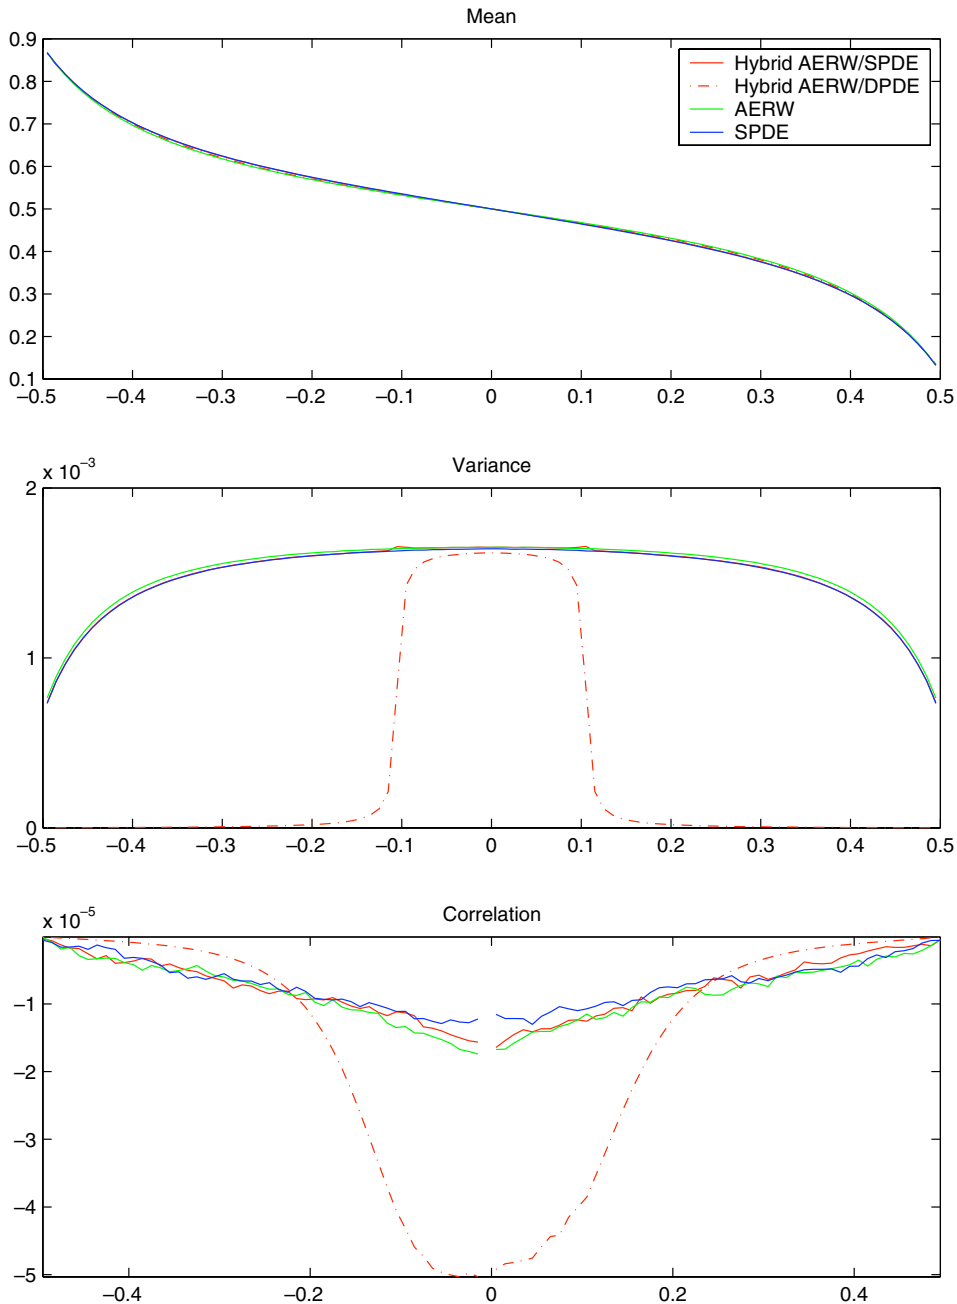 Mean
0.9
0.8
0.7
0.6
0.5
0.4
0.3
0.2
0.1
Hybrid AERW/SPDE
Hybrid AERW/DPDE
AERW
SPDE
−0.5 −0.4 −0.3 −0.2 −0.1 0 0.1 0.2 0.3 0.4 0.5
x 10⁻³
Variance
2
1
0
−0.5 −0.4 −0.3 −0.2 −0.1 0 0.1 0.2 0.3 0.4 0.5
x 10⁻⁵
Correlation
−1
−2
−3
−4
−5
−0.4 −0.2 0 0.2 0.4